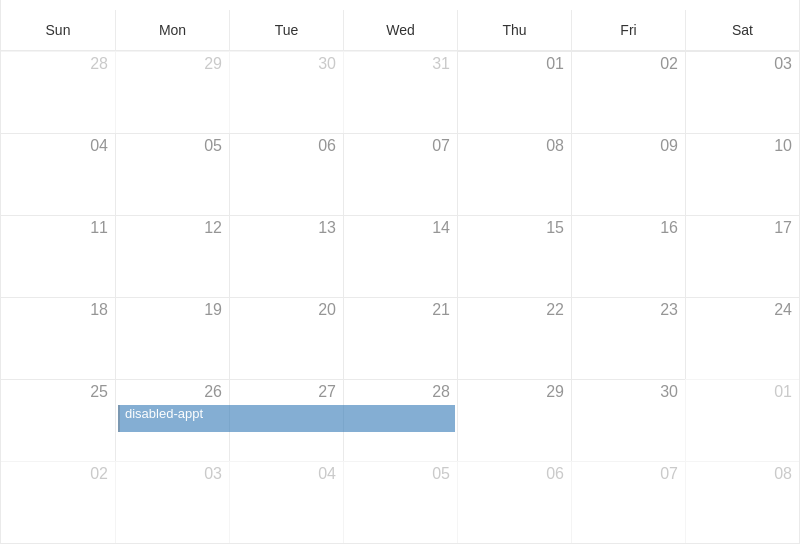 Sun Mon Tue Wed Thu Fri Sat
28 29 30 31 01 02 03
04 05 06 07 08 09 10
11 12 13 14 15 16 17
18 19 20 21 22 23 24
25 26 27 28 29 30 01
disabled-appt
02 03 04 05 06 07 08